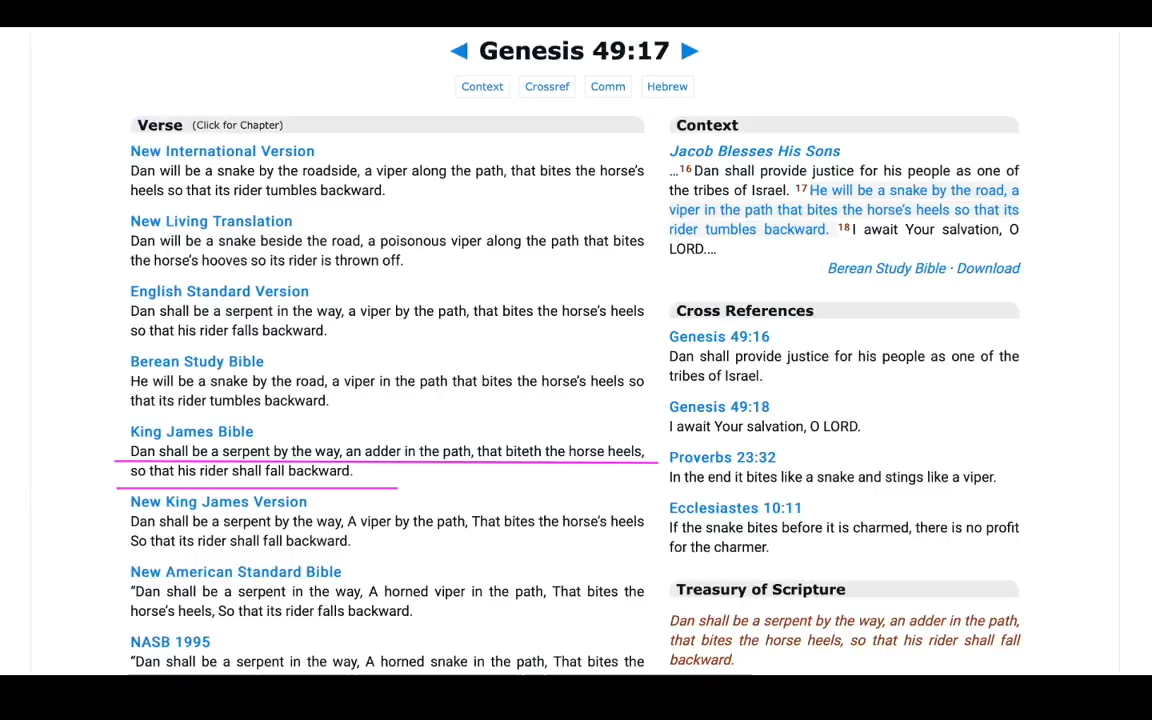 Genesis 49:17
Context
Crossref
Comm
Hebrew
Verse (Click for Chapter)
New International Version
Dan will be a snake by the roadside, a viper along the path, that bites the horse's
heels so that its rider tumbles backward.
New Living Translation
Dan will be a snake beside the road, a poisonous viper along the path that bites
the horse's hooves so its rider is thrown off.
English Standard Version
Dan shall be a serpent in the way, a viper by the path, that bites the horse's heels
so that his rider falls backward.
Berean Study Bible
He will be a snake by the road, a viper in the path that bites the horse's heels so
that its rider tumbles backward.
King James Bible
Dan shall be a serpent by the way, an adder in the path, that biteth the horse heels,
so that his rider shall fall backward.
New King James Version
Dan shall be a serpent by the way, A viper by the path, That bites the horse's heels
So that its rider shall fall backward.
New American Standard Bible
“Dan shall be a serpent in the way, A horned viper in the path, That bites the
horse's heels, So that its rider falls backward.
NASB 1995
“Dan shall be a serpent in the way, A horned snake in the path, That bites the
Context
Jacob Blesses His Sons
…16Dan shall provide justice for his people as one of
the tribes of Israel. 17He will be a snake by the road, a
viper in the path that bites the horse's heels so that its
rider tumbles backward. 18I await Your salvation, O
LORD.…
Berean Study Bible · Download
Cross References
Genesis 49:16
Dan shall provide justice for his people as one of the
tribes of Israel.
Genesis 49:18
I await Your salvation, O LORD.
Proverbs 23:32
In the end it bites like a snake and stings like a viper.
Ecclesiastes 10:11
If the snake bites before it is charmed, there is no profit
for the charmer.
Treasury of Scripture
Dan shall be a serpent by the way, an adder in the path,
that bites the horse heels, so that his rider shall fall
backward.